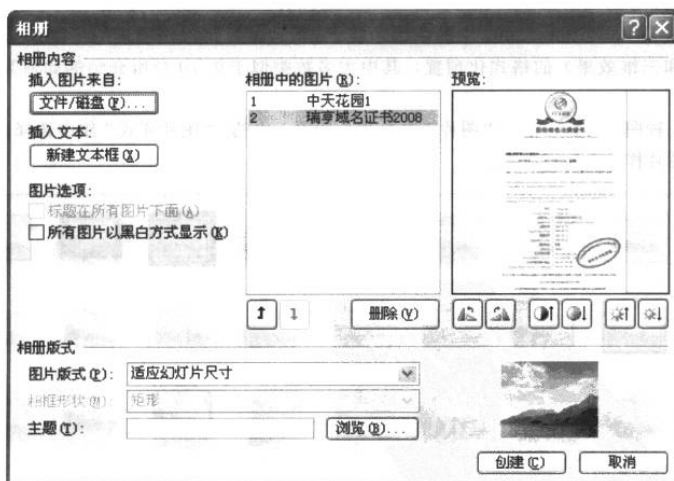 相册
相册内容
插入图片来自:
文件/磁盘(F)...
插入文本:
新建文本框(X)
图片选项:
标题在所有图片下面(A)
所有图片以黑白方式显示(K)
相册中的图片(R):
1 中天花园1
2 瑞亨域名证书2008
删除(V)
预览:
相册版式
图片版式(P): 适应幻灯片尺寸
相框形状(M): 矩形
主题(T): 浏览(B)...
创建(C) 取消